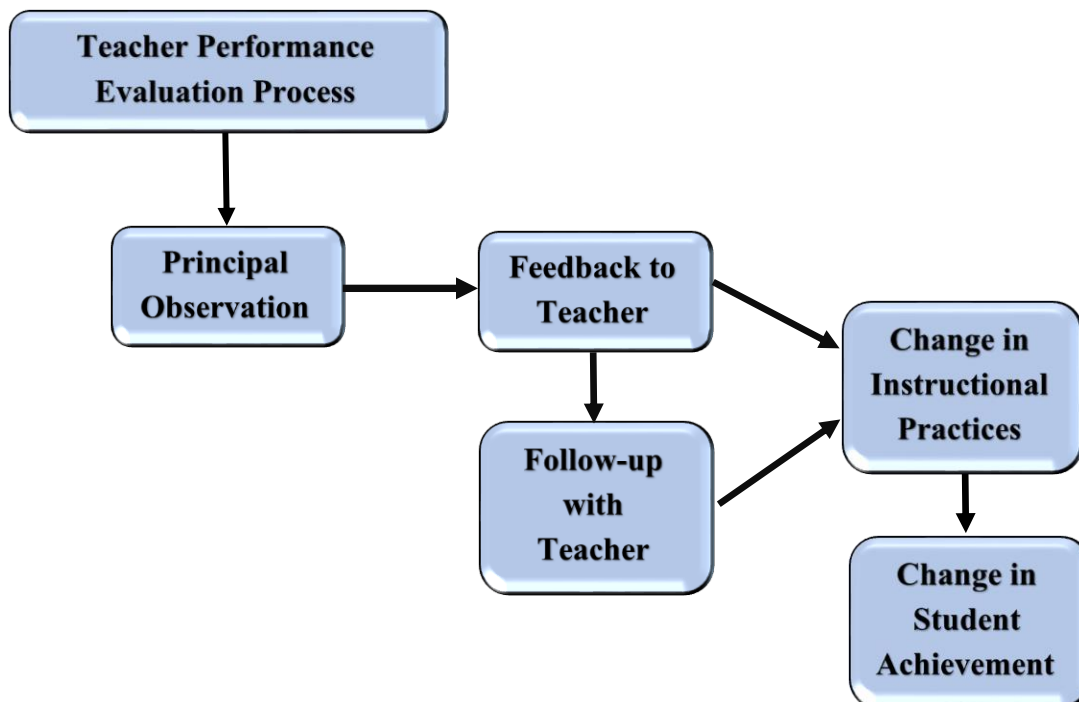 Teacher Performance
Evaluation Process
Principal
Observation
Feedback to
Teacher
Follow-up
with
Teacher
Change in
Instructional
Practices
Change in
Student
Achievement